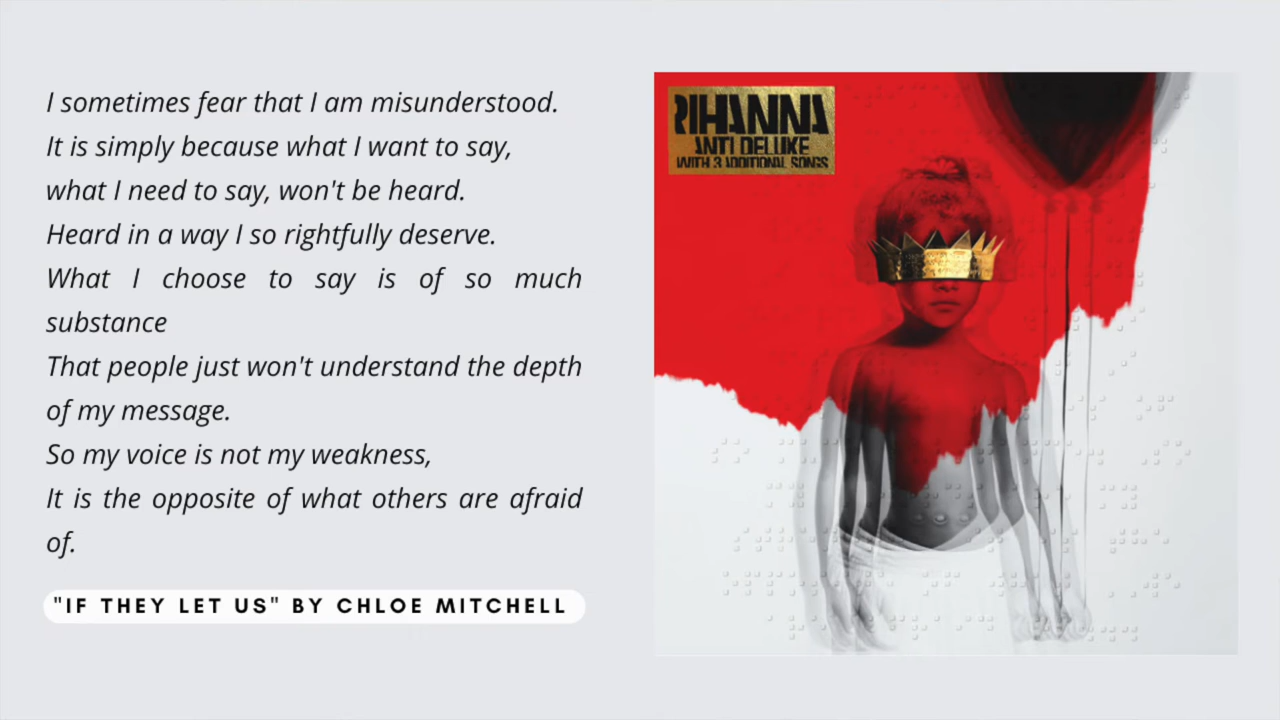 I sometimes fear that I am misunderstood.
It is simply because what I want to say,
what I need to say, won't be heard.
Heard in a way I so rightfully deserve.
What I choose to say is of so much
substance
That people just won't understand the depth
of my message.
So my voice is not my weakness,
It is the opposite of what others are afraid
of.
"IF THEY LET US" BY CHLOE MITCHELL
RIHANNA
ANTI DELUXE
WITH 3 ADDITIONAL SONGS